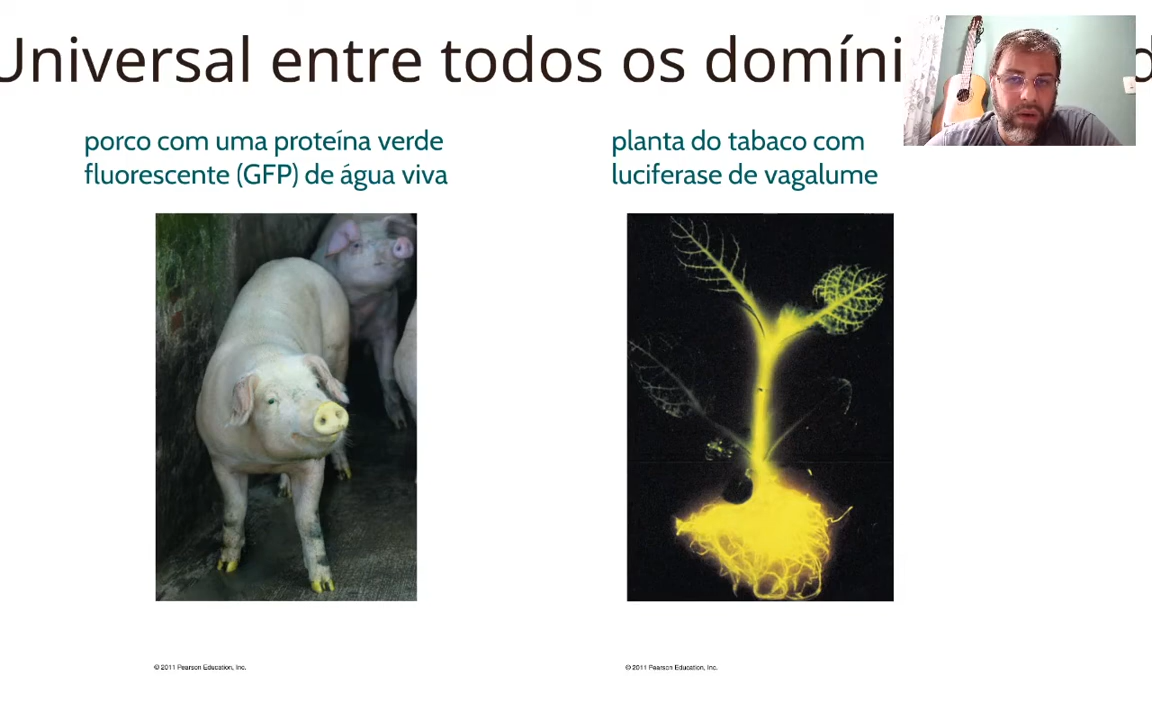 Universal entre todos os domíni
porco com uma proteína verde
fluorescente (GFP) de água viva
planta do tabaco com
luciferase de vagalume
© 2011 Pearson Education, Inc.
© 2011 Pearson Education, Inc.